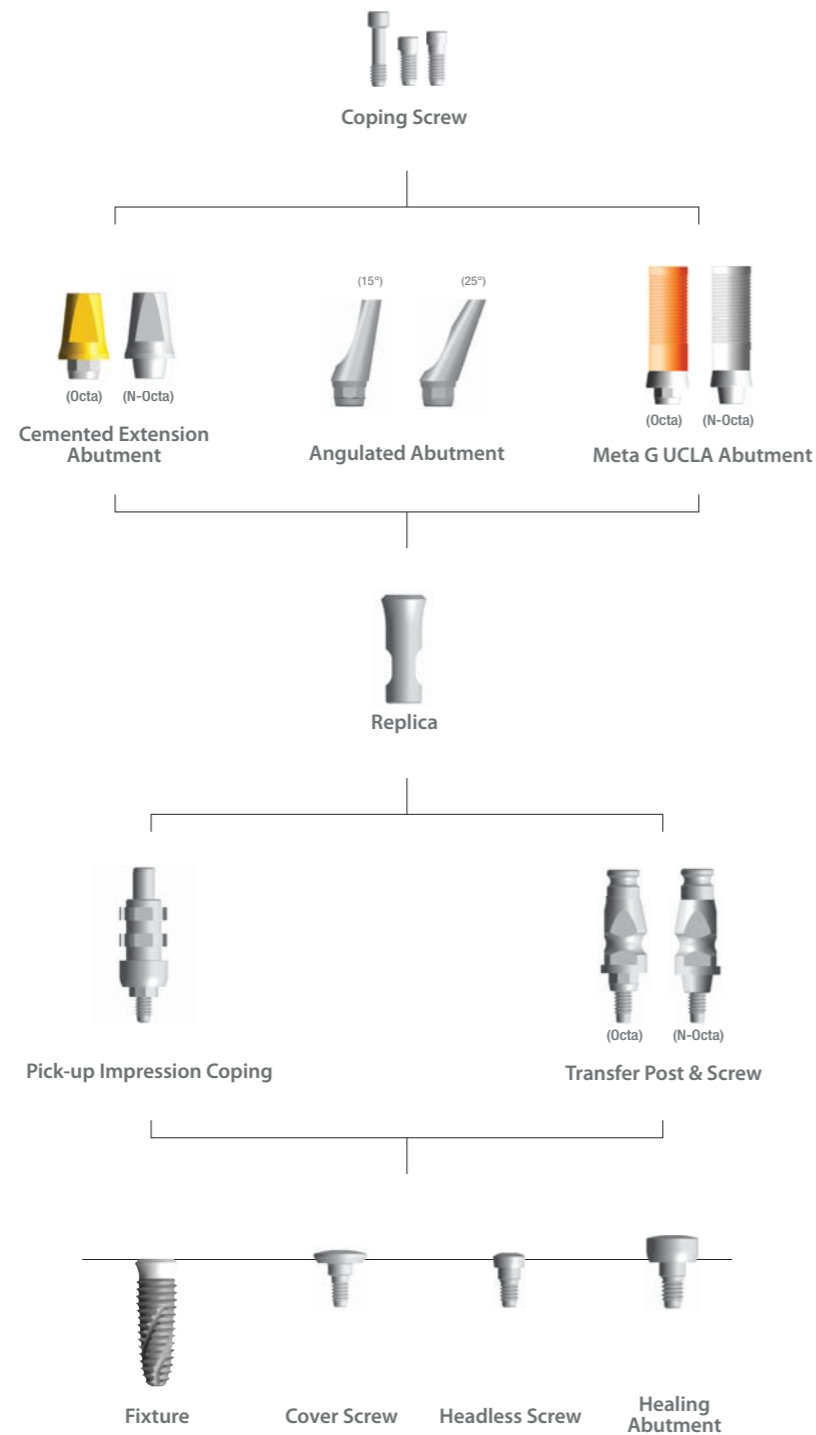 Coping Screw
(15°) (25°)
(Octa) (N-Octa)
(Octa) (N-Octa)
Cemented Extension
Abutment
Angulated Abutment
Meta G UCLA Abutment
Replica
(Octa) (N-Octa)
Pick-up Impression Coping
Transfer Post & Screw
Fixture
Cover Screw
Headless Screw
Healing
Abutment